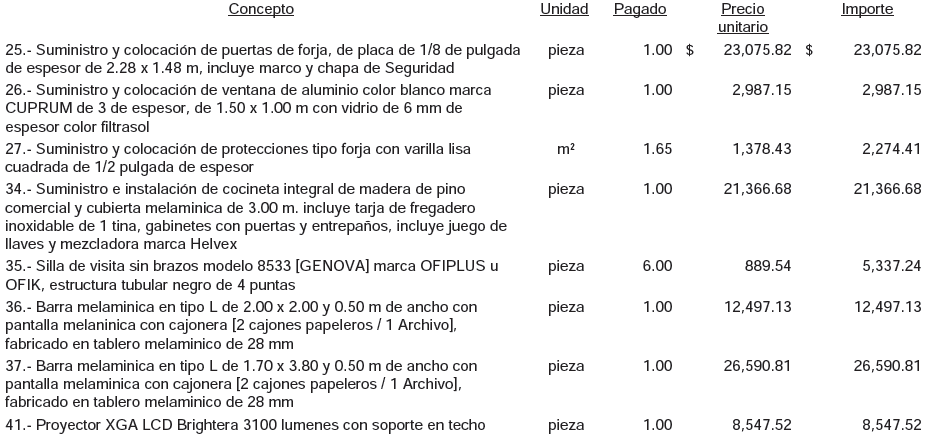 Concepto Unidad Pagado Precio unitario Importe
25.- Suministro y colocación de puertas de forja, de placa de 1/8 de pulgada pieza 1.00 $ 23,075.82 $ 23,075.82
de espesor de 2.28 x 1.48 m, incluye marco y chapa de Seguridad
26.- Suministro y colocación de ventana de aluminio color blanco marca pieza 1.00 2,987.15 2,987.15
CUPRUM de 3 de espesor, de 1.50 x 1.00 m con vidrio de 6 mm de
espesor color filtrasol
27.- Suministro y colocación de protecciones tipo forja con varilla lisa m² 1.65 1,378.43 2,274.41
cuadrada de 1/2 pulgada de espesor
34.- Suministro e instalación de cocineta integral de madera de pino pieza 1.00 21,366.68 21,366.68
comercial y cubierta melaminica de 3.00 m. incluye tarja de fregadero
inoxidable de 1 tina, gabinetes con puertas y entrepaños, incluye juego de
llaves y mezcladora marca Helvex
35.- Silla de visita sin brazos modelo 8533 [GENOVA] marca OFIPLUS u pieza 6.00 889.54 5,337.24
OFIK, estructura tubular negro de 4 puntas
36.- Barra melaminica en tipo L de 2.00 x 2.00 y 0.50 m de ancho con pieza 1.00 12,497.13 12,497.13
pantalla melaninica con cajonera [2 cajones papeleros / 1 Archivo],
fabricado en tablero melaminico de 28 mm
37.- Barra melaminica en tipo L de 1.70 x 3.80 y 0.50 m de ancho con pieza 1.00 26,590.81 26,590.81
pantalla melaminica con cajonera [2 cajones papeleros / 1 Archivo],
fabricado en tablero melaminico de 28 mm
41.- Proyector XGA LCD Brightera 3100 lumenes con soporte en techo pieza 1.00 8,547.52 8,547.52